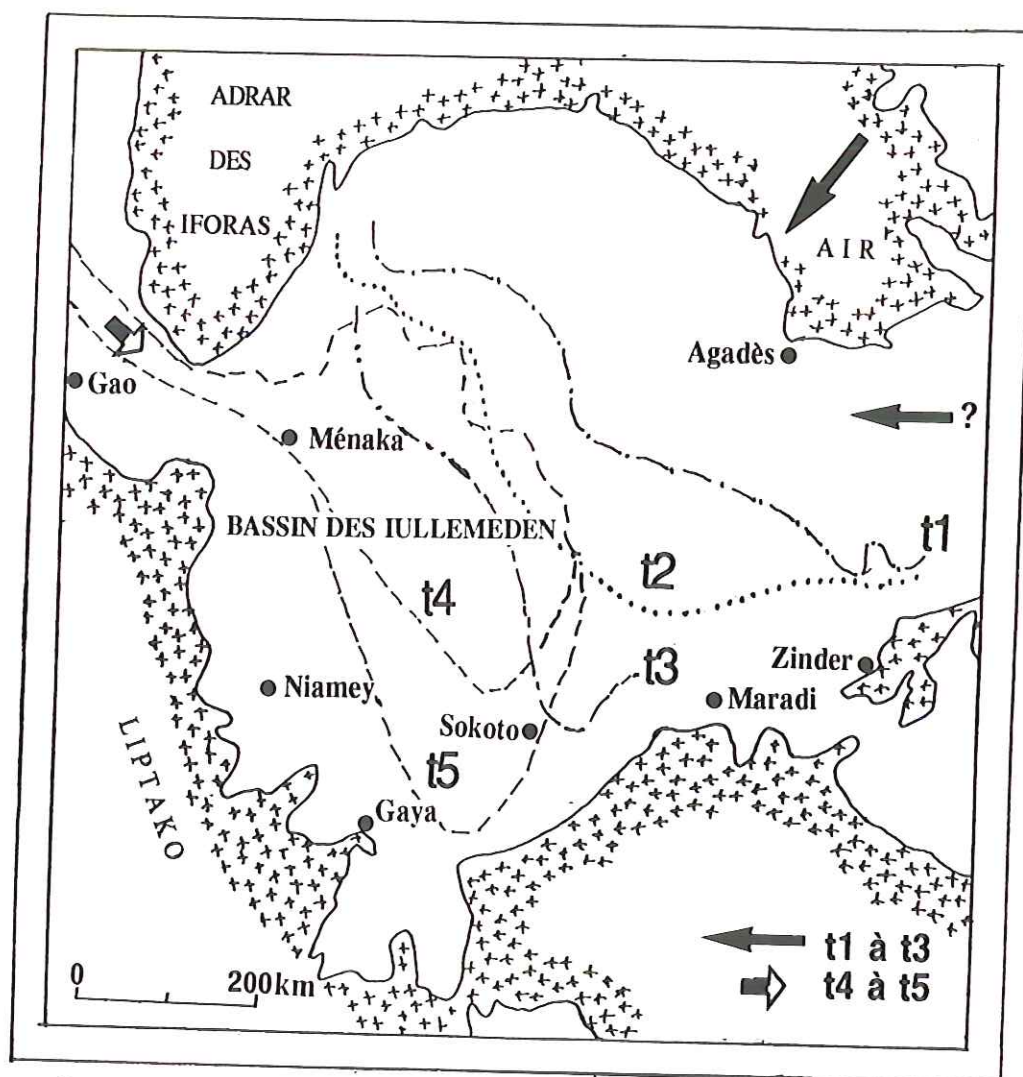 ADRAR
DES
IFORAS
AIR
Agadès
Gao
?
Ménaka
BASSIN DES IULLEMEDEN
t1
t2
t4
t3
Zinder
Niamey
Maradi
Sokoto
t5
Gaya
LIPTAKO
t1 à t3
0 200km
t4 à t5